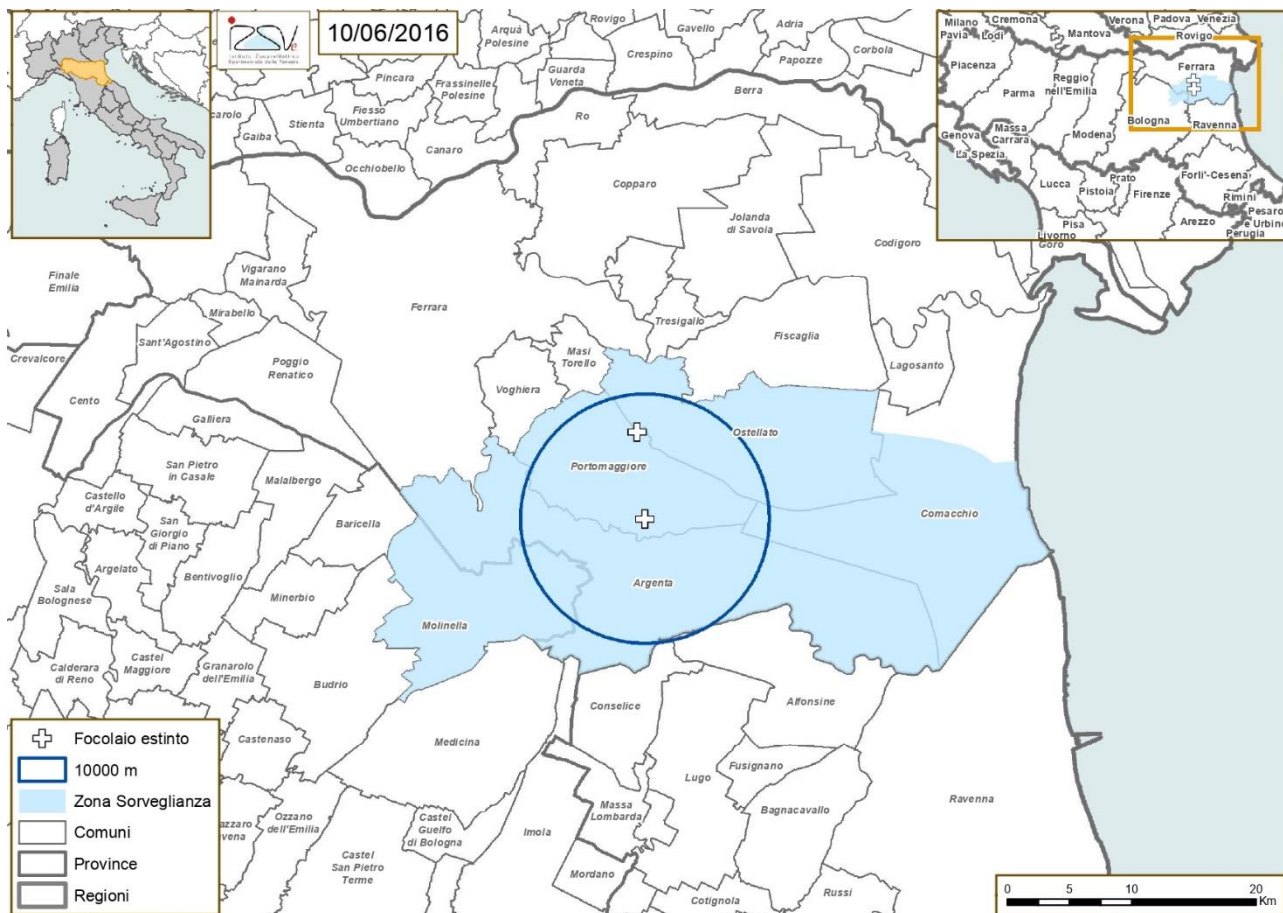 10/06/2016
Istituto Zooprofilattico
Sperimentale delle Venezie
Milano
Cremona
Verona
Padova
Venezia
Pavia
Lodi
Mantova
Rovigo
Piacenza
Ferrara
Parma
Reggio
nell'Emilia
Modena
Bologna
Ravenna
Genova
Massa
Carrara
La Spezia
Lucca
Prato
Pistoia
Firenze
Forli'-Cesena
Rimini
Pesaro
e Urbino
Pisa
Livorno
Arezzo
Perugia
Arquà
Polesine
Rovigo
Gavello
Adria
Crespino
Papozze
Corbola
Pincara
Frassinelle
Polesine
Guarda
Veneta
Fiesso
Umbertiano
Berra
Ro
Gaiba
Stienta
Canaro
Occhiobello
Copparo
Jolanda
di Savoia
Codigoro
Goro
Finale
Emilia
Vigarano
Mainarda
Mirabello
Ferrara
Tresigallo
Fiscaglia
Lagosanto
Sant'Agostino
Crevalcore
Poggio
Renatico
Masi
Torello
Voghiera
Cento
Galliera
Ostellato
San Pietro
in Casale
Malalbergo
Portomaggiore
Castello
d'Argile
San
Giorgio
di Piano
Baricella
Comacchio
Argelato
Bentivoglio
Sala
Bolognese
Minerbio
Argenta
Molinella
Calderara
di Reno
Castel
Maggiore
Granarolo
dell'Emilia
Budrio
Conselice
Alfonsine
Castenaso
Medicina
Fusignano
Lugo
Bagnacavallo
Ravenna
Ozzano
dell'Emilia
Castel
Guelfo
di Bologna
Imola
Massa
Lombarda
Castel
San Pietro
Terme
Mordano
Cotignola
Russi
Focolaio estinto
10000 m
Zona Sorveglianza
Comuni
Province
Regioni
0 5 10 20
Km